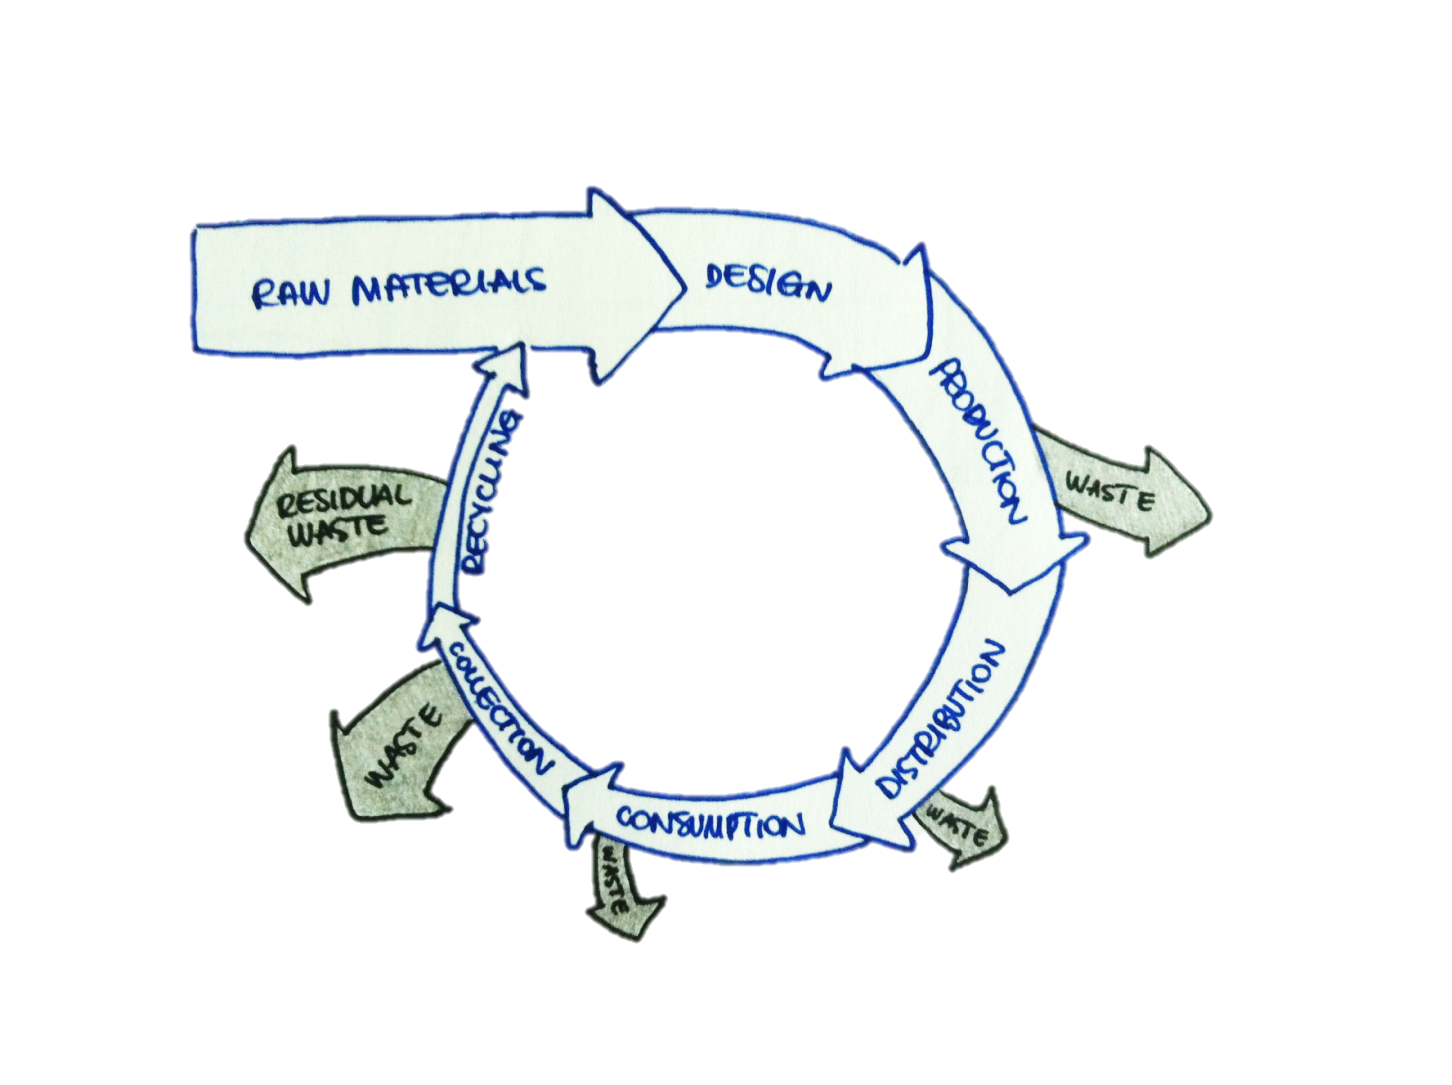 RAW MATERIALS
DESIGN
PRODUCTION
WASTE
DISTRIBUTION
WASTE
CONSUMPTION
WASTE
COLLECTION
WASTE
RECYCLING
RESIDUAL
WASTE